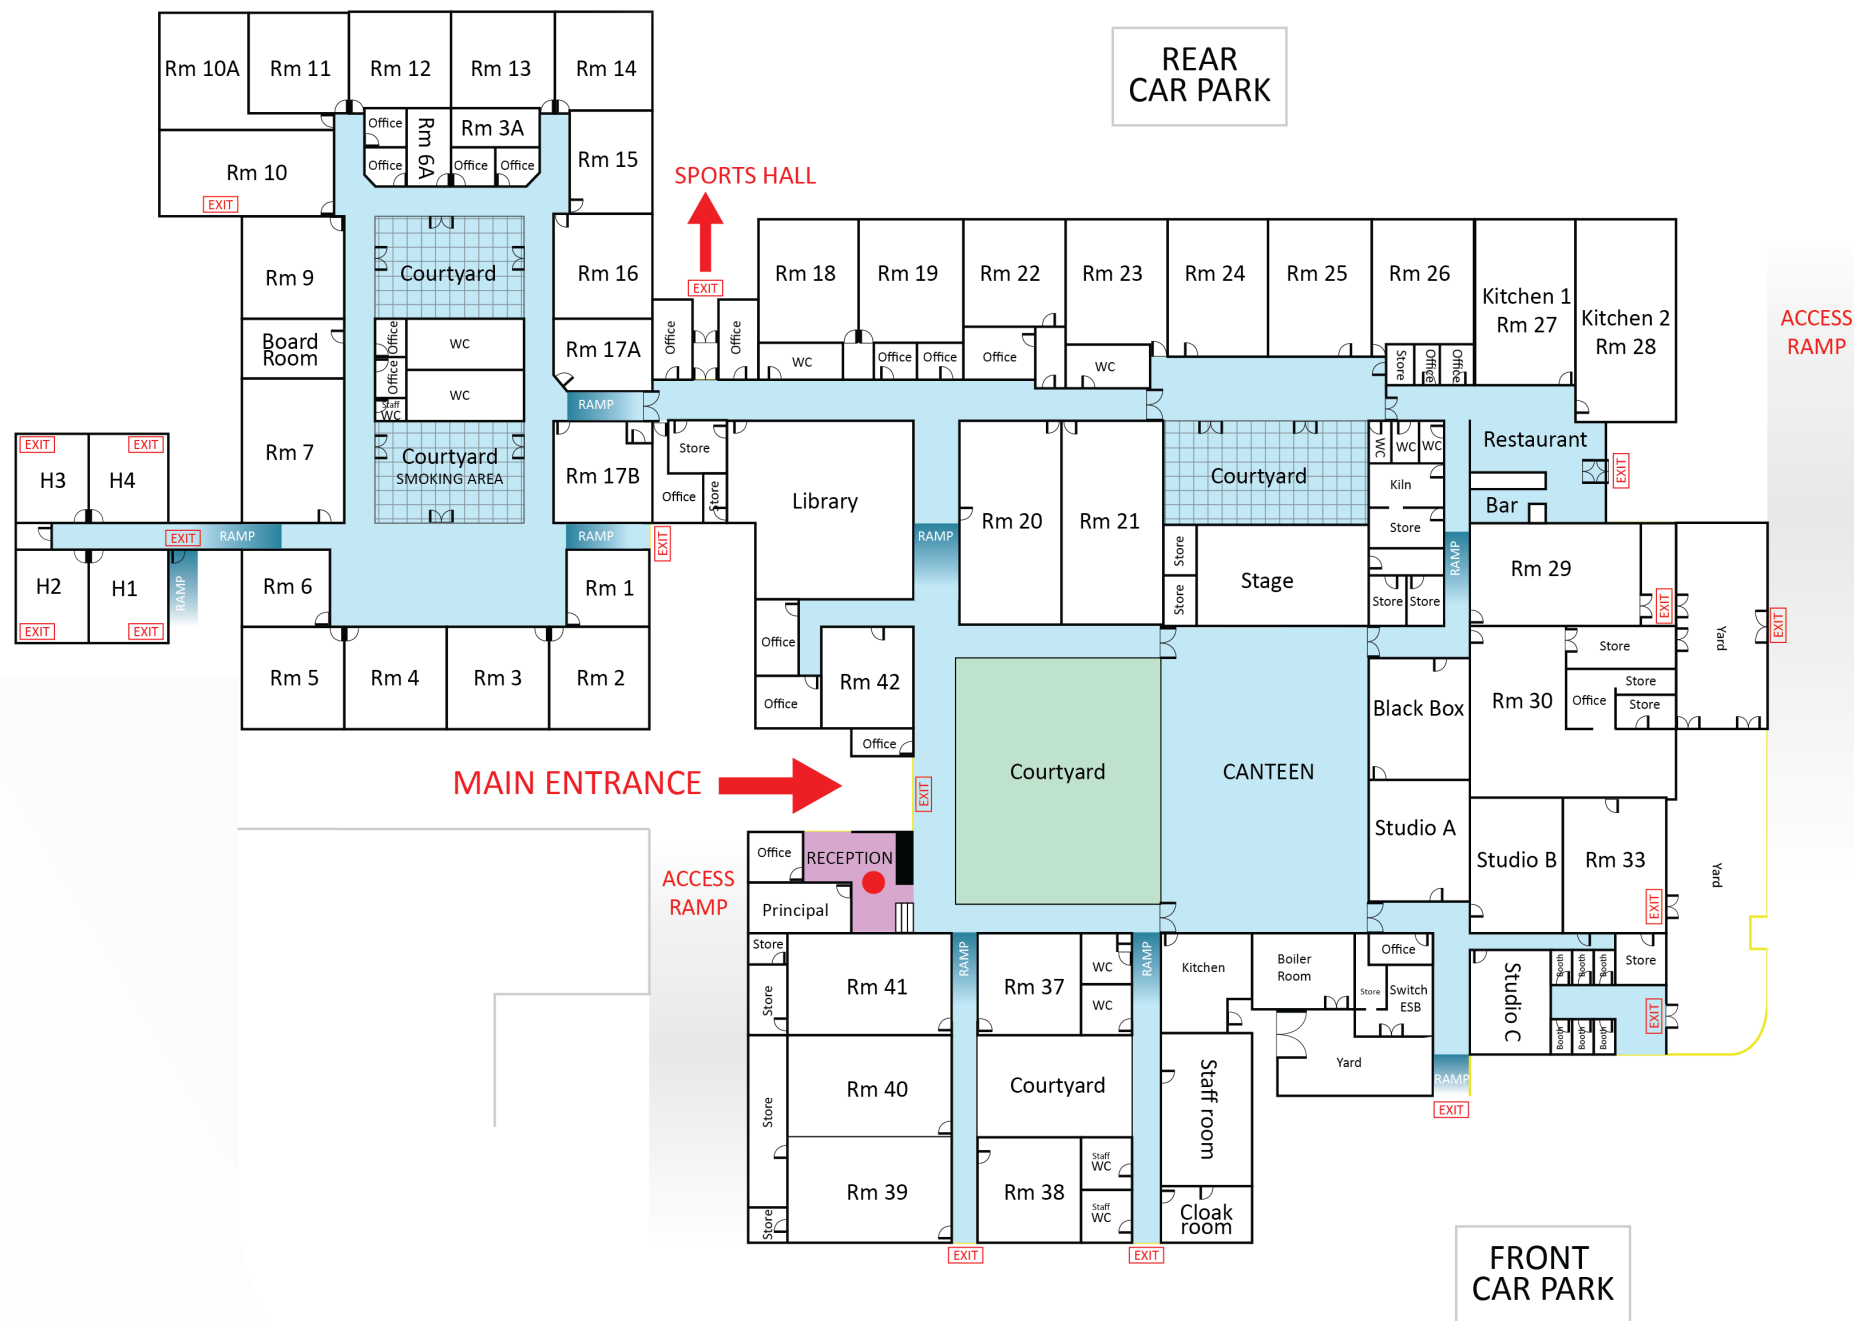 REAR
CAR PARK
Rm 10A
Rm 11
Rm 12
Rm 13
Rm 14
Office
Rm 6A
Rm 3A
Office
Office
Office
Rm 15
Rm 10
EXIT
SPORTS HALL
EXIT
Rm 9
Courtyard
Rm 16
Rm 18
Rm 19
Rm 22
Rm 23
Rm 24
Rm 25
Rm 26
Kitchen 1
Rm 27
Kitchen 2
Rm 28
ACCESS
RAMP
Board
Room
Office
WC
Rm 17A
Office
Office
WC
Office
Office
Office
WC
Store
Office
Office
Office
WC
Staff
WC
RAMP
EXIT
EXIT
H3
H4
Rm 7
Courtyard
SMOKING AREA
Rm 17B
Store
Office
Store
Library
Rm 20
Rm 21
Courtyard
WC
WC
WC
Kiln
Store
Restaurant
EXIT
Bar
EXIT
RAMP
RAMP
EXIT
RAMP
RAMP
RAMP
H2
H1
EXIT
EXIT
Rm 6
Rm 1
Store
Store
Stage
Store
Store
Rm 29
EXIT
Yard
EXIT
Rm 5
Rm 4
Rm 3
Rm 2
Office
Office
Rm 42
Office
Black Box
Rm 30
Store
Store
Office
Store
MAIN ENTRANCE
EXIT
Courtyard
CANTEEN
Studio A
Studio B
Rm 33
EXIT
Yard
ACCESS
RAMP
Office
RECEPTION
Principal
Store
Store
Rm 41
RAMP
Rm 37
WC
WC
RAMP
Kitchen
Boiler
Room
Office
Store
Switch
ESB
Studio C
Booth
Booth
Booth
Store
EXIT
Booth
Booth
Booth
Store
Rm 40
Courtyard
Staff room
Yard
RAMP
EXIT
Store
Rm 39
Rm 38
Staff
WC
Staff
WC
Cloak
room
EXIT
EXIT
FRONT
CAR PARK